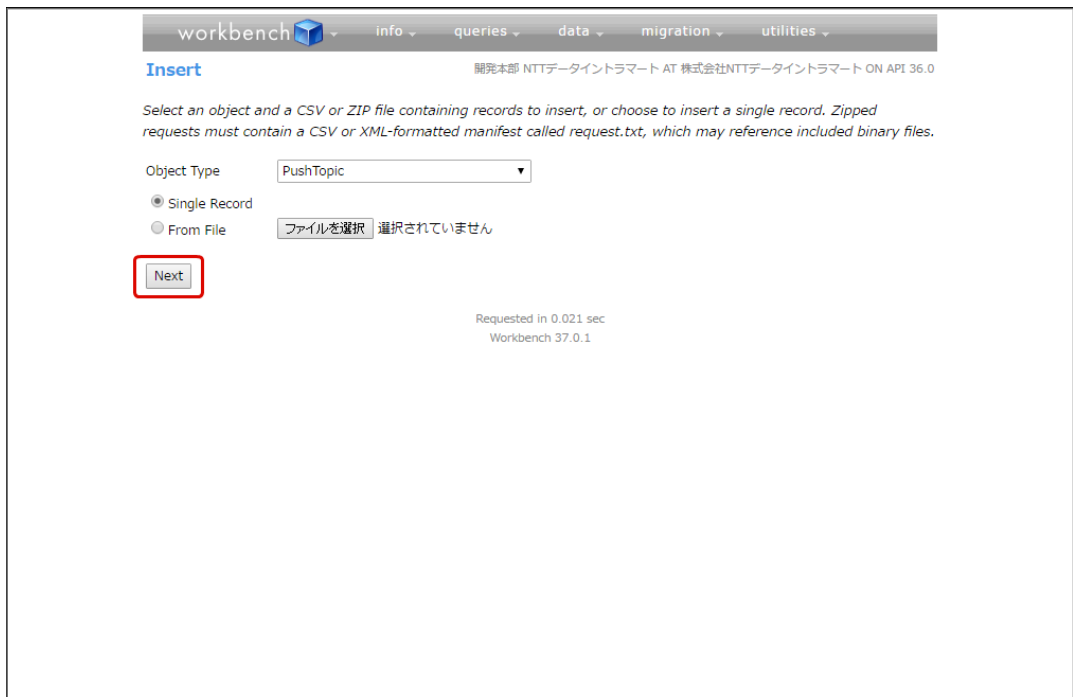 workbench info queries data migration utilities
Insert 開発本部 NTTデータイントラマート AT 株式会社NTTデータイントラマート ON API 36.0
Select an object and a CSV or ZIP file containing records to insert, or choose to insert a single record. Zipped
requests must contain a CSV or XML-formatted manifest called request.txt, which may reference included binary files.
Object Type PushTopic
Single Record
From File ファイルを選択 選択されていません
Next
Requested in 0.021 sec
Workbench 37.0.1